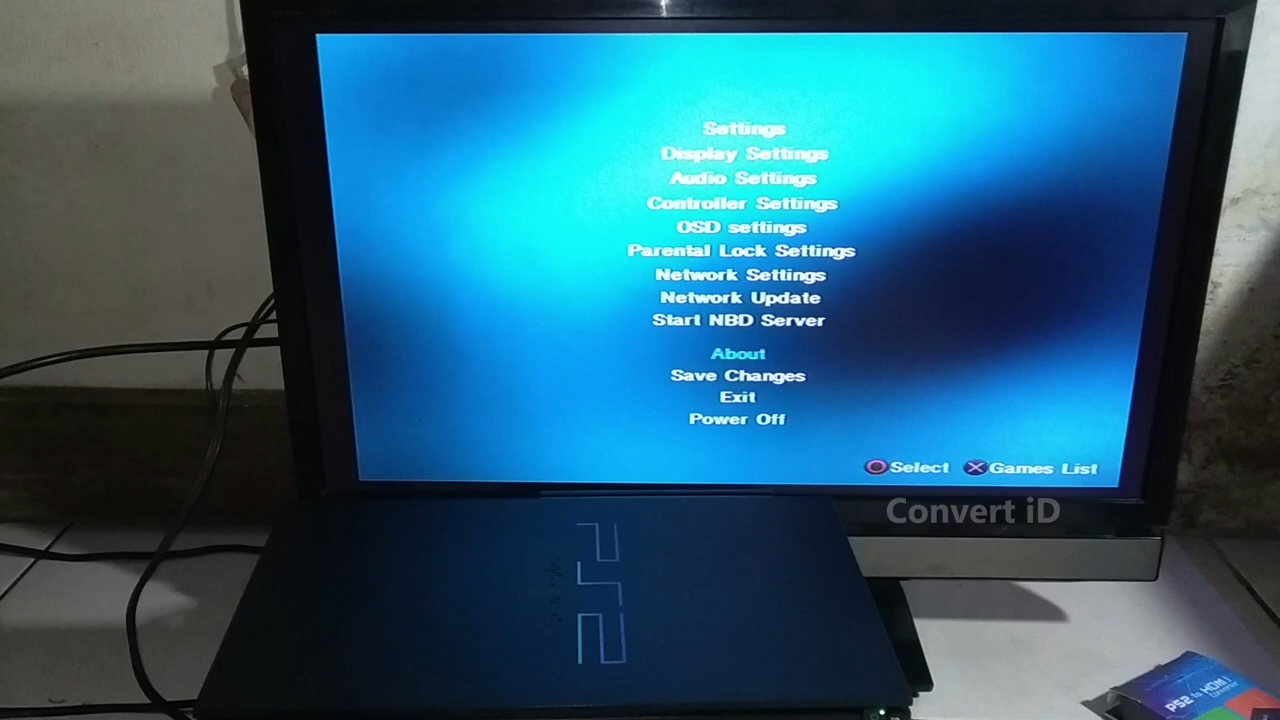 Settings
Display Settings
Audio Settings
Controller Settings
OSD settings
Parental Lock Settings
Network Settings
Network Update
Start NBD Server
About
Save Changes
Exit
Power Off
Select Games List
Convert iD
PS2
PS2 to HDMI